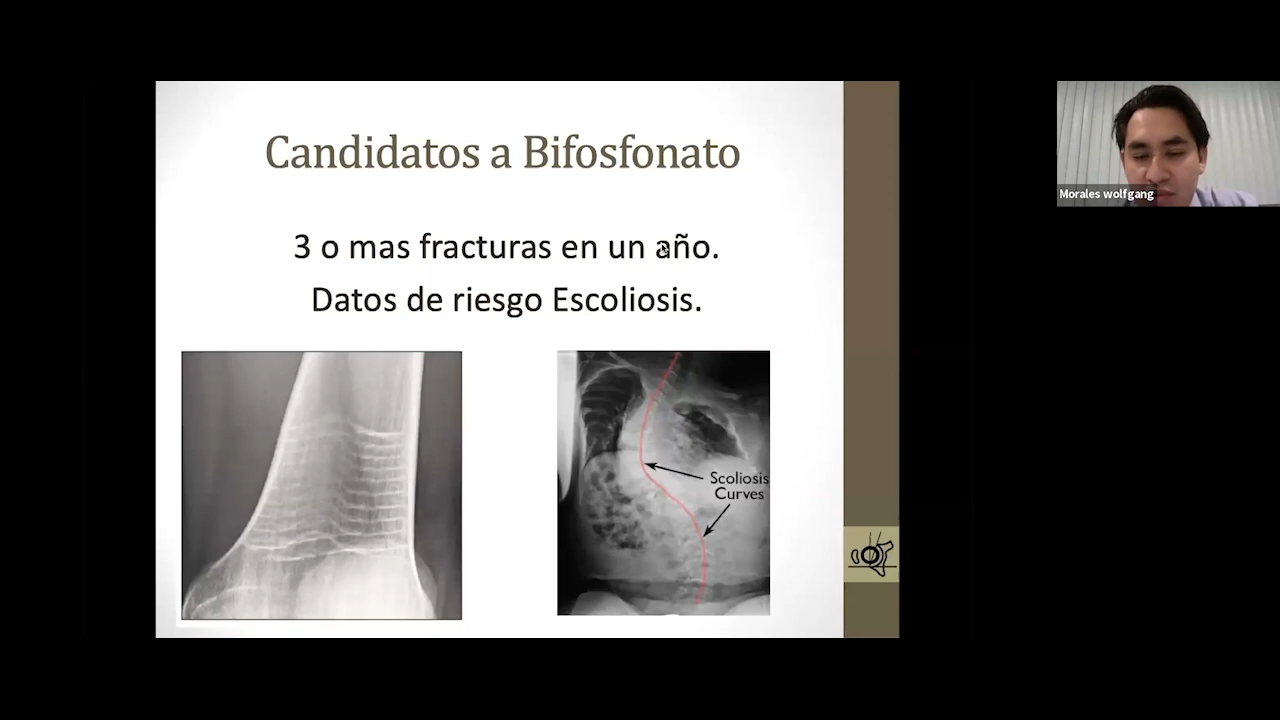 Candidatos a Bifosfonato
3 o mas fracturas en un año.
Datos de riesgo Escoliosis.
Scoliosis
Curves
Morales wolfgang